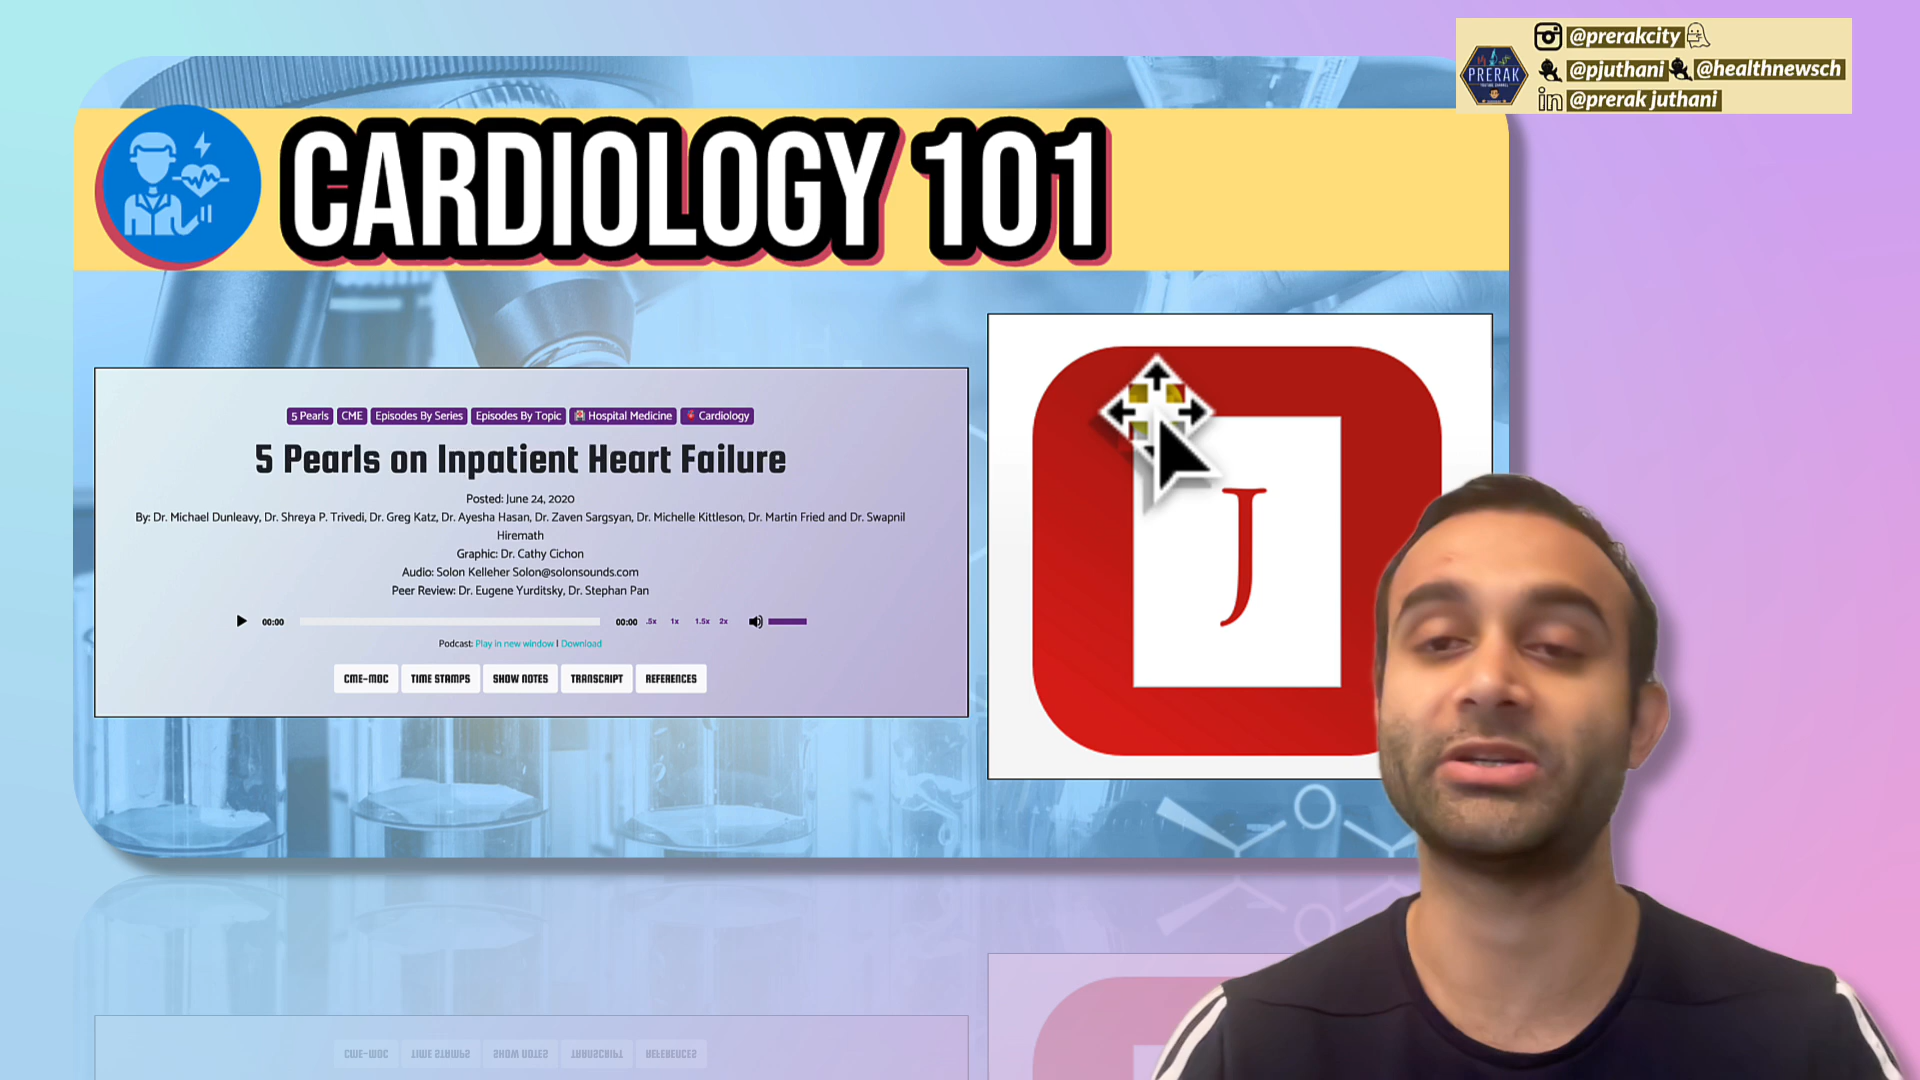 @prerakcity
PRERAK
@pjuthani @healthnewsch
in @prerak juthani
CARDIOLOGY 101
5 Pearls CME Episodes By Series Episodes By Topic Hospital Medicine Cardiology
5 Pearls on Inpatient Heart Failure
Posted: June 24, 2020
By: Dr. Michael Dunleavy, Dr. Shreya P. Trivedi, Dr. Greg Katz, Dr. Ayesha Hasan, Dr. Zaven Sargsyan, Dr. Michelle Kittleson, Dr. Martin Fried and Dr. Swapnil
Hiremath
Graphic: Dr. Cathy Cichon
Audio: Solon Kelleher Solon@solonsounds.com
Peer Review: Dr. Eugene Yurditsky, Dr. Stephan Pan
00:00 00:00 .5x 1x 1.5x 2x
Podcast: Play in new window | Download
CME-MOC TIME STAMPS SHOW NOTES TRANSCRIPT REFERENCES
J
O